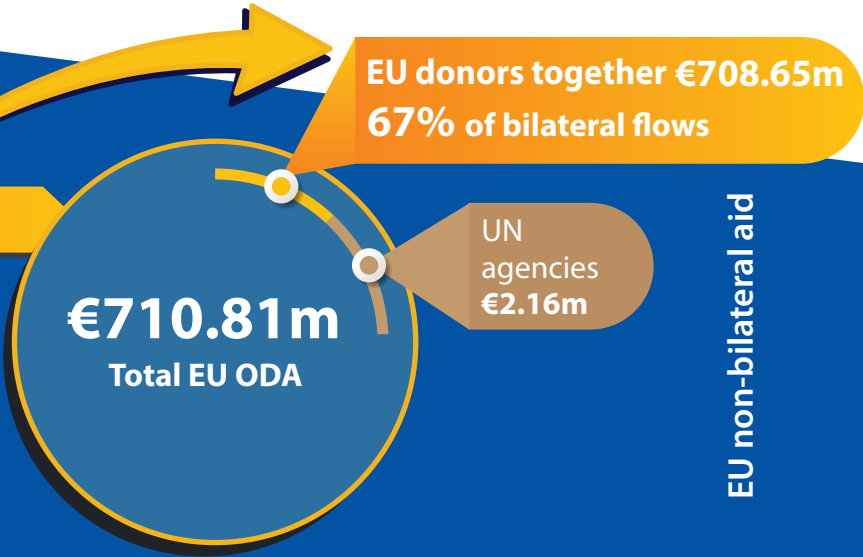 EU donors together €708.65m
67% of bilateral flows
UN
agencies
€2.16m
€710.81m
Total EU ODA
EU non-bilateral aid